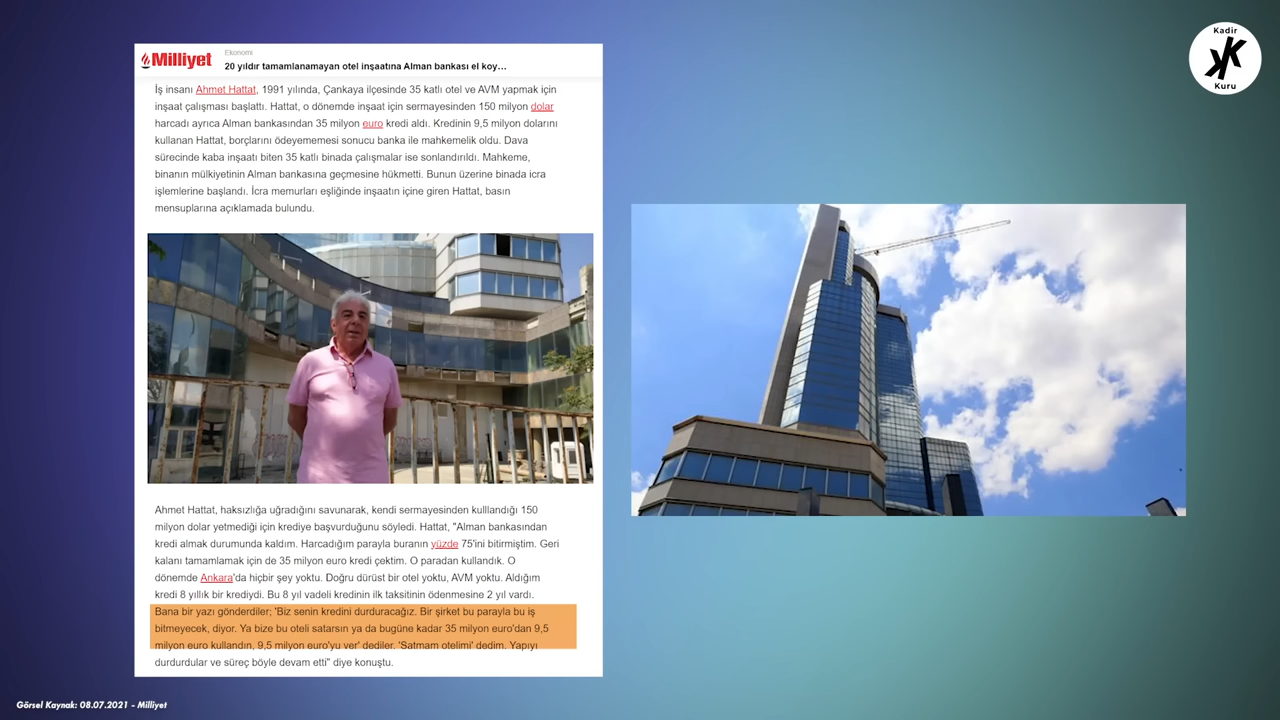 Milliyet
Ekonomi
20 yıldır tamamlanamayan otel inşaatına Alman bankası el koy…
İş insanı Ahmet Hattat, 1991 yılında, Çankaya ilçesinde 35 katlı otel ve AVM yapmak için
inşaat çalışması başlattı. Hattat, o dönemde inşaat için sermayesinden 150 milyon dolar
harcadı ayrıca Alman bankasından 35 milyon euro kredi aldı. Kredinin 9,5 milyon dolarını
kullanan Hattat, borçlarını ödeyememesi sonucu banka ile mahkemelik oldu. Dava
sürecinde kaba inşaatı biten 35 katlı binada çalışmalar ise sonlandırıldı. Mahkeme,
binanın mülkiyetinin Alman bankasına geçmesine hükmetti. Bunun üzerine binada icra
işlemlerine başlandı. İcra memurları eşliğinde inşaatın içine giren Hattat, basın
mensuplarına açıklamada bulundu.
Ahmet Hattat, haksızlığa uğradığını savunarak, kendi sermayesinden kulllandığı 150
milyon dolar yetmediği için krediye başvurduğunu söyledi. Hattat, "Alman bankasından
kredi almak durumunda kaldım. Harcadığım parayla buranın yüzde 75'ini bitirmiştim. Geri
kalanı tamamlamak için de 35 milyon euro kredi çektim. O paradan kullandık. O
dönemde Ankara'da hiçbir şey yoktu. Doğru dürüst bir otel yoktu, AVM yoktu. Aldığım
kredi 8 yıllık bir krediydi. Bu 8 yıl vadeli kredinin ilk taksitinin ödenmesine 2 yıl vardı.
Bana bir yazı gönderdiler; 'Biz senin kredini durduracağız. Bir şirket bu parayla bu iş
bitmeyecek, diyor. Ya bize bu oteli satarsın ya da bugüne kadar 35 milyon euro'dan 9,5
milyon euro kullandın, 9,5 milyon euro'yu ver' dediler. 'Satmam otelimi' dedim. Yapıyı
durdurdular ve süreç böyle devam etti" diye konuştu.
Kadir
KK
Kuru
Görsel Kaynak: 08.07.2021 - Milliyet